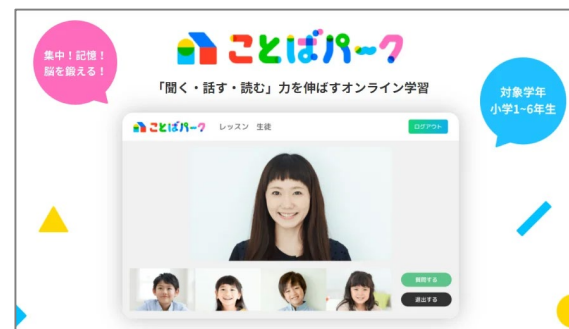 集中！記憶！
脳を鍛える！
ことばパーク
「聞く・話す・読む」力を伸ばすオンライン学習
対象学年
小学1~6年生
ことばパーク レッスン 生徒 ログアウト
質問する
退出する